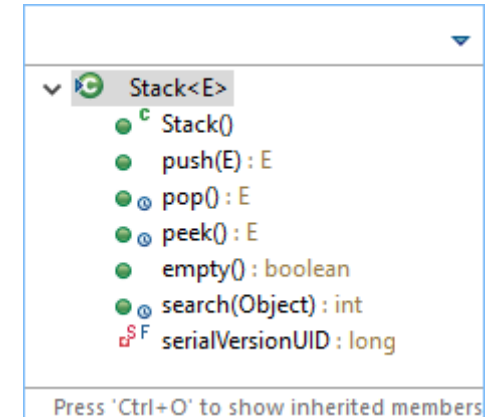 Stack<E>
C Stack()
push(E) : E
pop() : E
peek() : E
empty() : boolean
search(Object) : int
S F serialVersionUID : long
Press 'Ctrl+O' to show inherited members